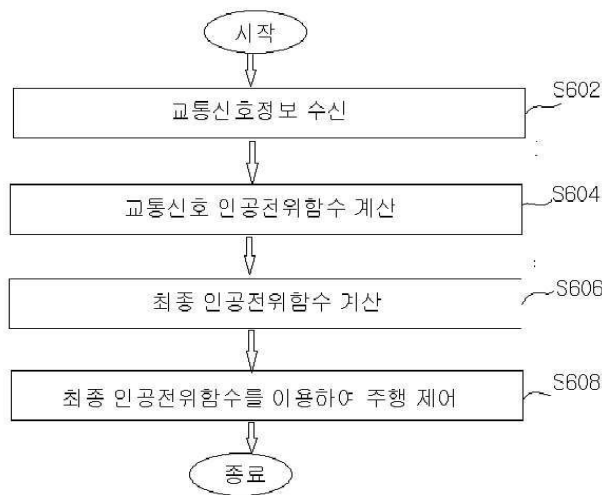 시작
S602
교통신호정보 수신
S604
교통신호 인공전위함수 계산
S606
최종 인공전위함수 계산
S608
최종 인공전위함수를 이용하여 주행 제어
종료